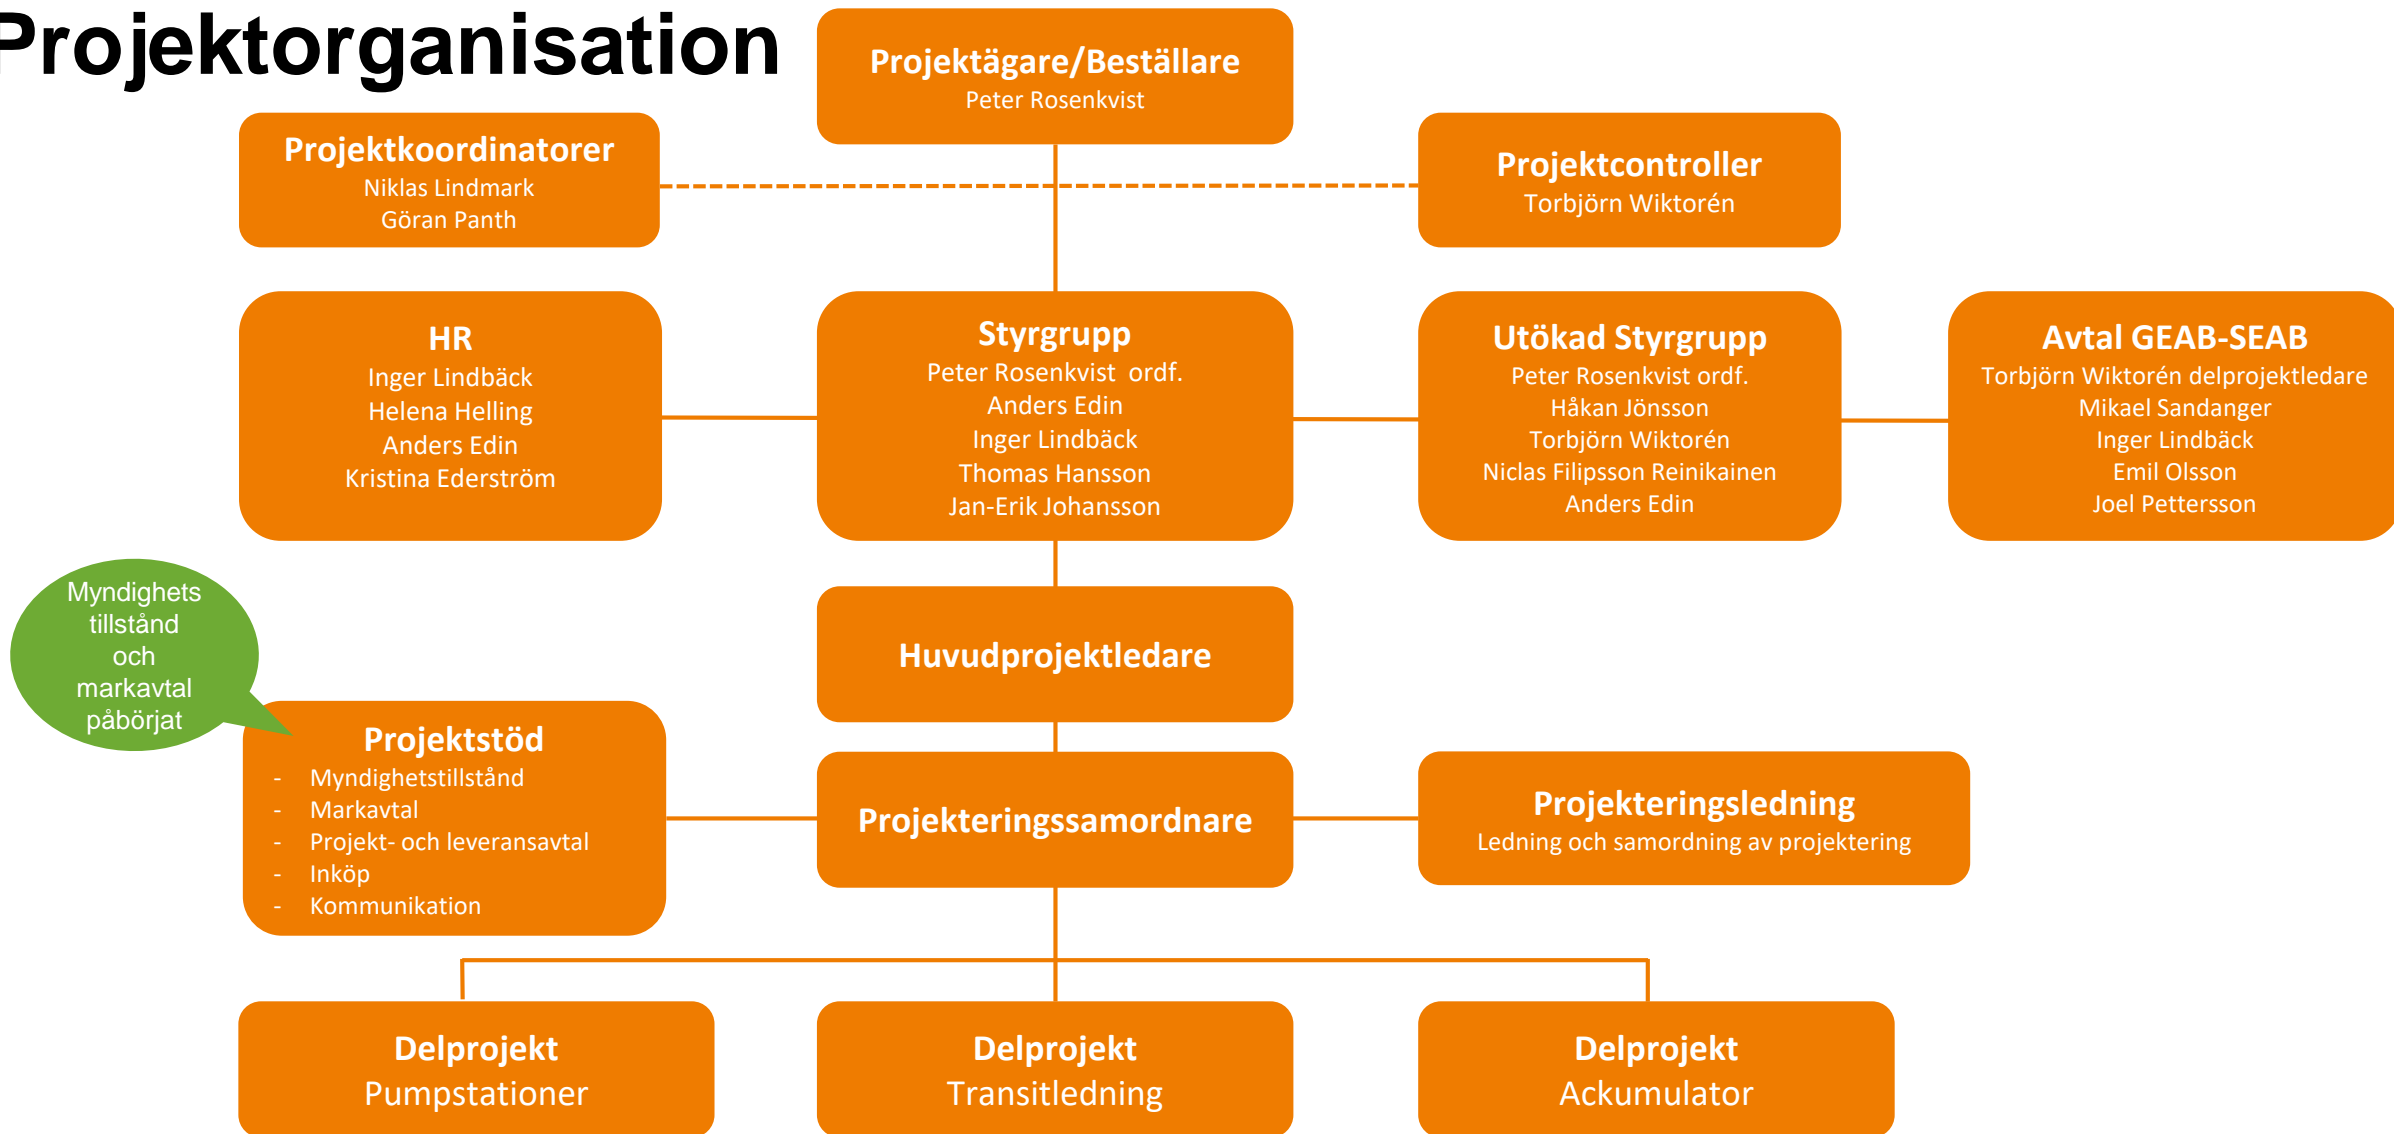 Projektorganisation
Projektägare/Beställare
Peter Rosenkvist
Projektkoordinatorer
Niklas Lindmark
Göran Panth
Projektcontroller
Torbjörn Wiktorén
HR
Inger Lindbäck
Helena Helling
Anders Edin
Kristina Ederström
Styrgrupp
Peter Rosenkvist  ordf.
Anders Edin
Inger Lindbäck
Thomas Hansson
Jan-Erik Johansson
Utökad Styrgrupp
Peter Rosenkvist ordf.
Håkan Jönsson
Torbjörn Wiktorén
Niclas Filipsson Reinikainen
Anders Edin
Avtal GEAB-SEAB
Torbjörn Wiktorén delprojektledare
Mikael Sandanger
Inger Lindbäck
Emil Olsson
Joel Pettersson
Myndighets
tillstånd
och
markavtal
påbörjat
Huvudprojektledare
Projektstöd
- Myndighetstillstånd
- Markavtal
- Projekt- och leveransavtal
- Inköp
- Kommunikation
Projekteringssamordnare
Projekteringsledning
Ledning och samordning av projektering
Delprojekt
Pumpstationer
Delprojekt
Transitledning
Delprojekt
Ackumulator